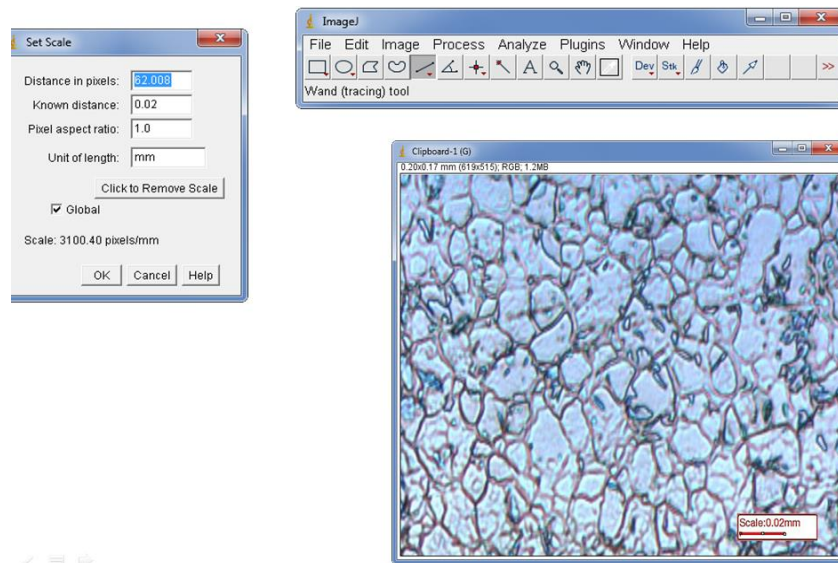 Set Scale
Distance in pixels: 62.008
Known distance: 0.02
Pixel aspect ratio: 1.0
Unit of length: mm
Click to Remove Scale
Global
Scale: 3100.40 pixels/mm
OK Cancel Help
ImageJ
File Edit Image Process Analyze Plugins Window Help
A Dev Stk >>
Wand (tracing) tool
Clipboard-1 (G)
0.20x0.17 mm (619x515); RGB; 1.2MB
Scale:0.02mm